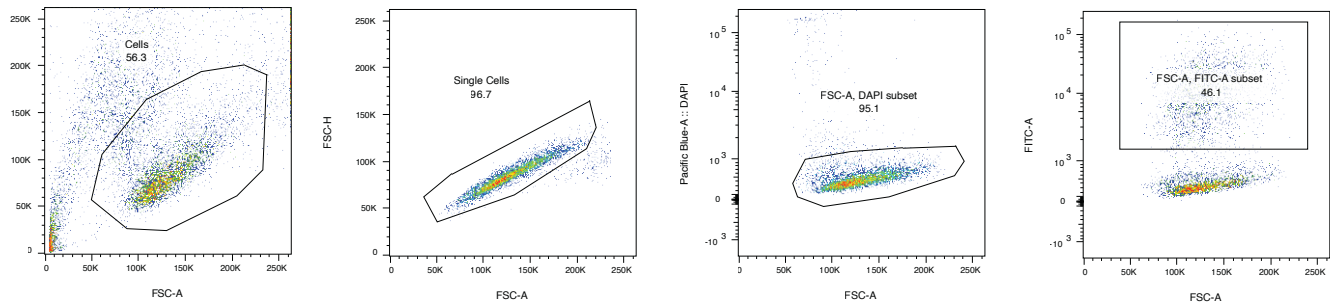 250K
200K
150K
100K
50K
0
Cells
56.3
0
50K
100K
150K
200K
250K
FSC-A
FSC-H
250K
200K
150K
100K
50K
0
Single Cells
96.7
0
50K
100K
150K
200K
250K
FSC-A
Pacific Blue-A :: DAPI
10 5
10 4
10 3
0
-10 3
FSC-A, DAPI subset
95.1
0
50K
100K
150K
200K
250K
FSC-A
FITC-A
10 5
10 4
10 3
0
-10 3
FSC-A, FITC-A subset
46.1
0
50K
100K
150K
200K
250K
FSC-A